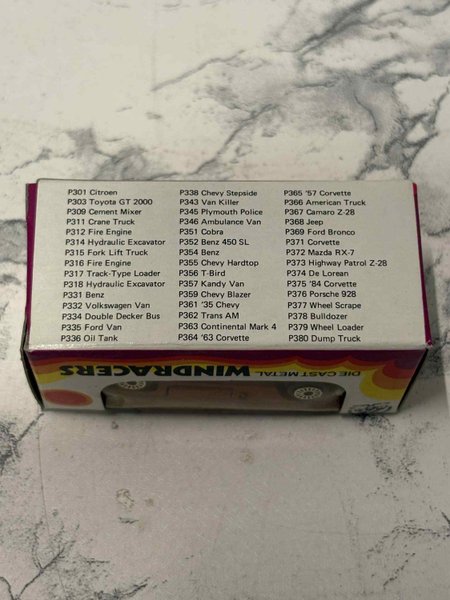 P301 Citroen
P303 Toyota GT 2000
P309 Cement Mixer
P311 Crane Truck
P312 Fire Engine
P314 Hydraulic Excavator
P315 Fork Lift Truck
P316 Fire Engine
P317 Track-Type Loader
P318 Hydraulic Excavator
P331 Benz
P332 Volkswagen Van
P334 Double Decker Bus
P335 Ford Van
P336 Oil Tank
P338 Chevy Stepside
P343 Van Killer
P345 Plymouth Police
P346 Ambulance Van
P351 Cobra
P352 Benz 450 SL
P354 Benz
P355 Chevy Hardtop
P356 T-Bird
P357 Kandy Van
P359 Chevy Blazer
P361 '35 Chevy
P362 Trans AM
P363 Continental Mark 4
P364 '63 Corvette
P365 '57 Corvette
P366 American Truck
P367 Camaro Z-28
P368 Jeep
P369 Ford Bronco
P371 Corvette
P372 Mazda RX-7
P373 Highway Patrol Z-28
P374 De Lorean
P375 '84 Corvette
P376 Porsche 928
P377 Wheel Scrape
P378 Bulldozer
P379 Wheel Loader
P380 Dump Truck
DIE CAST METAL
WINDRACERS